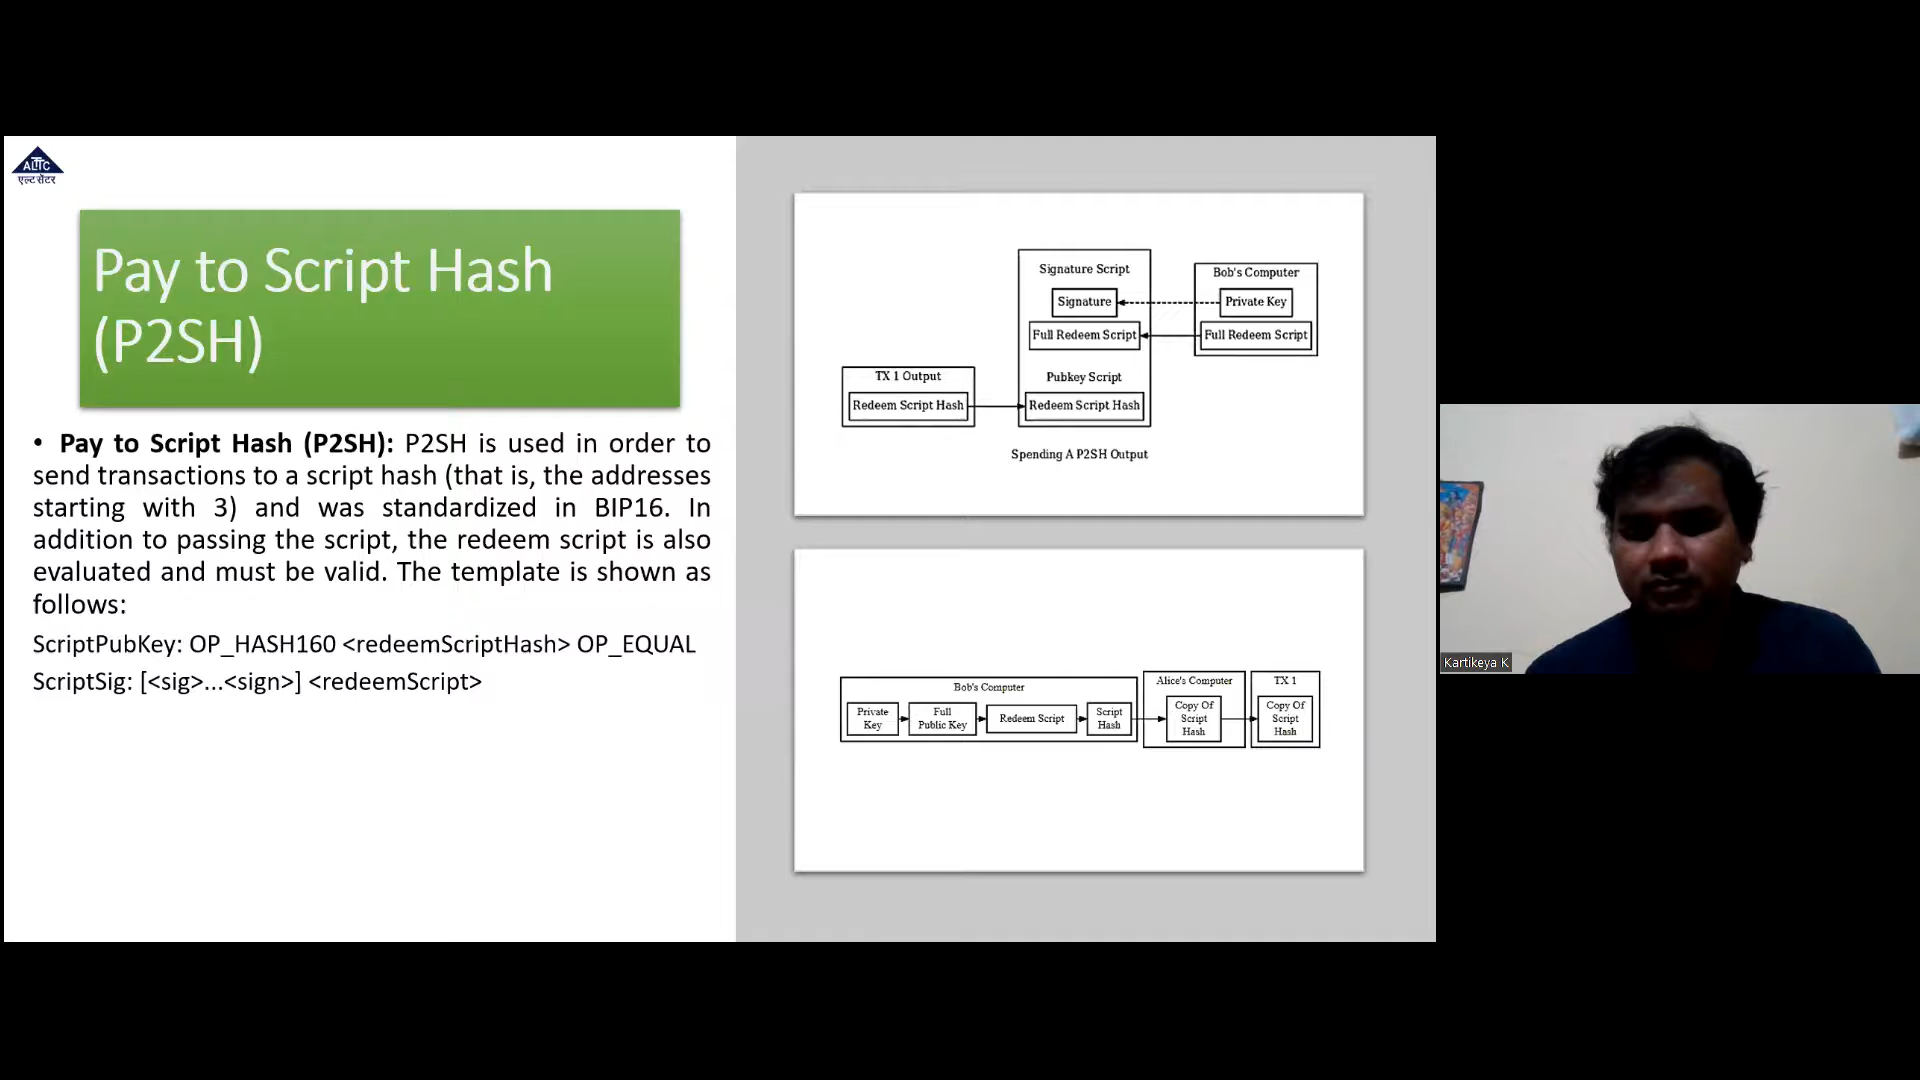 ALTTC
एल्ट सेंटर
Pay to Script Hash
(P2SH)
• Pay to Script Hash (P2SH): P2SH is used in order to
send transactions to a script hash (that is, the addresses
starting with 3) and was standardized in BIP16. In
addition to passing the script, the redeem script is also
evaluated and must be valid. The template is shown as
follows:
ScriptPubKey: OP_HASH160 <redeemScriptHash> OP_EQUAL
ScriptSig: [<sig>...<sign>] <redeemScript>
Signature Script
Signature
Full Redeem Script
Pubkey Script
Redeem Script Hash
Bob's Computer
Private Key
Full Redeem Script
TX 1 Output
Redeem Script Hash
Spending A P2SH Output
Bob's Computer
Private
Key
Full
Public Key
Redeem Script
Script
Hash
Alice's Computer
Copy Of
Script
Hash
TX 1
Copy Of
Script
Hash
Kartikeya K